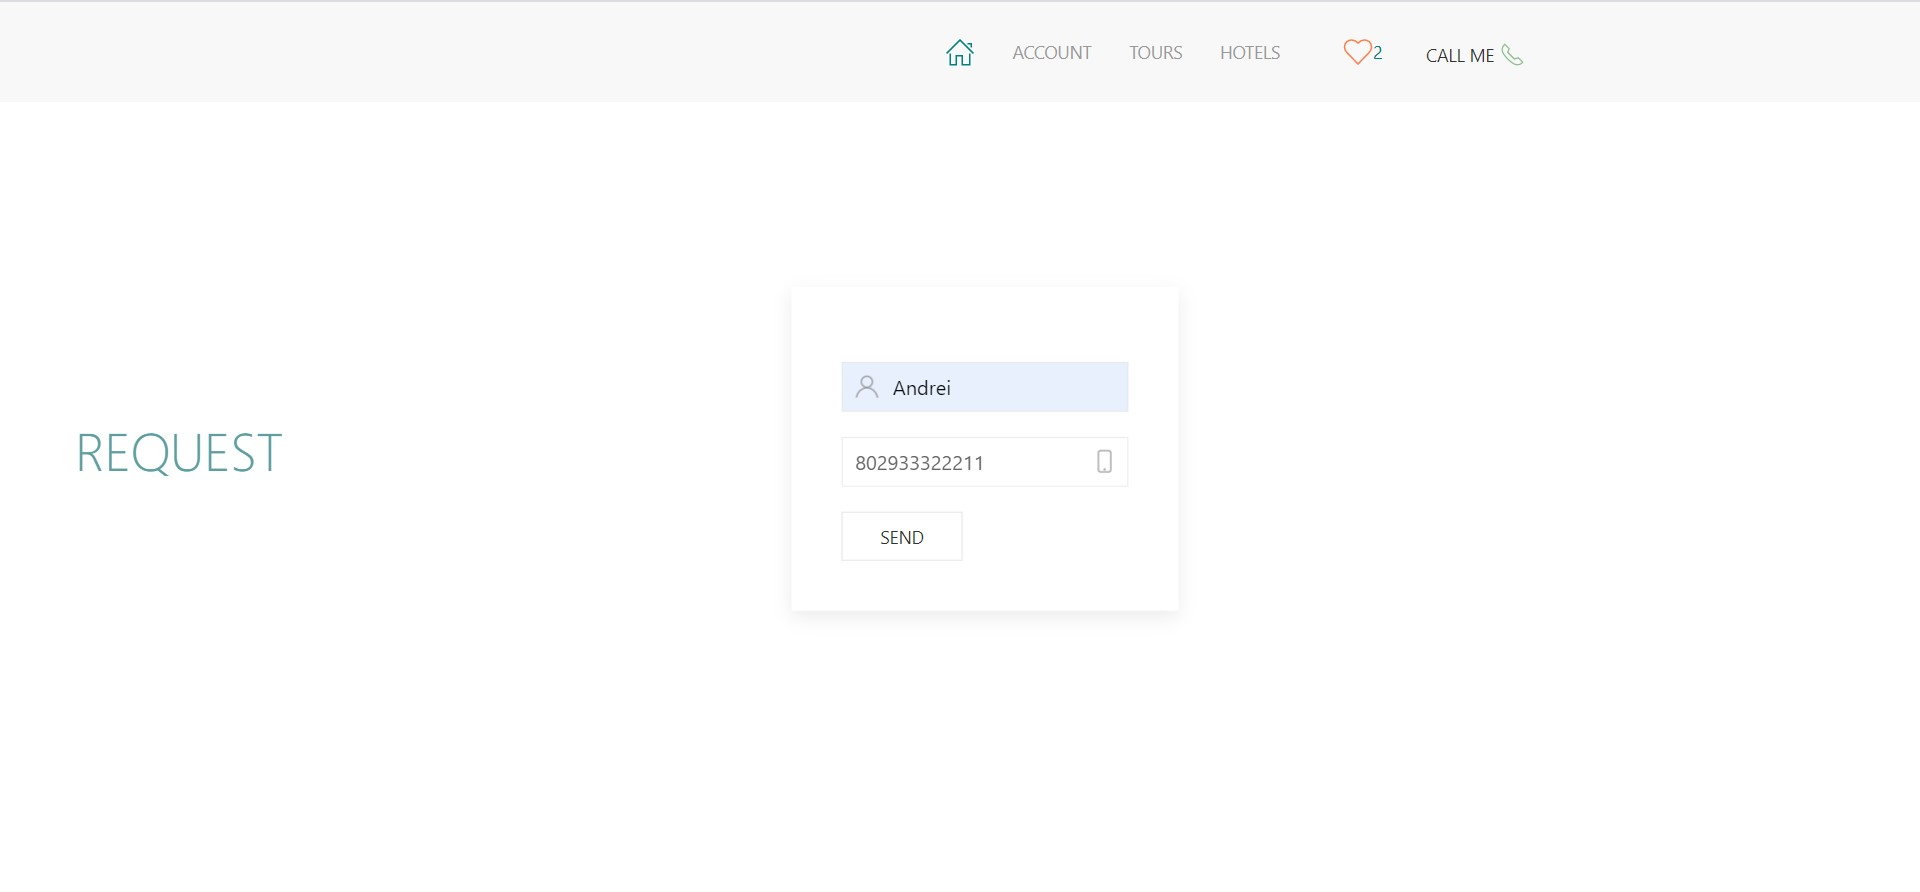 ACCOUNT TOURS HOTELS 2 CALL ME
Andrei
REQUEST
802933322211
SEND